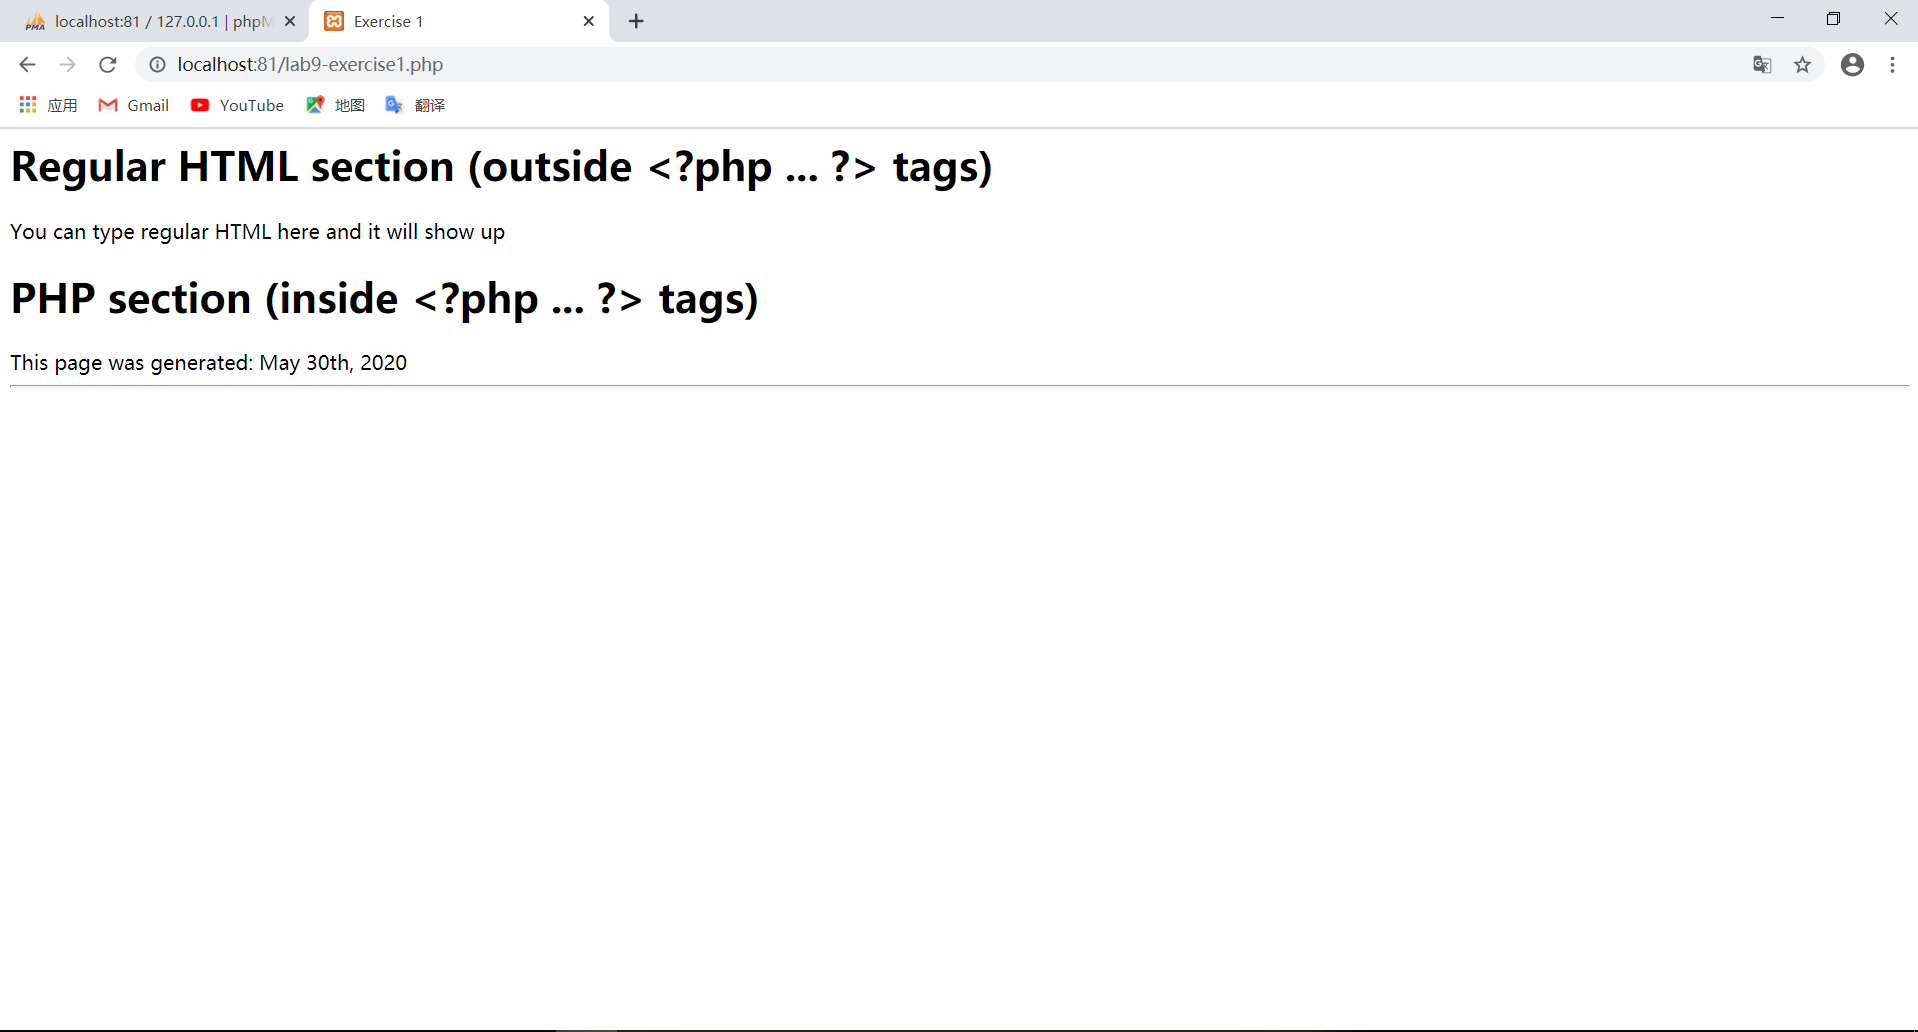 localhost:81 / 127.0.0.1 | phpM
Exercise 1
localhost:81/lab9-exercise1.php
应用 Gmail YouTube 地图 翻译
Regular HTML section (outside <?php ... ?> tags)
You can type regular HTML here and it will show up
PHP section (inside <?php ... ?> tags)
This page was generated: May 30th, 2020